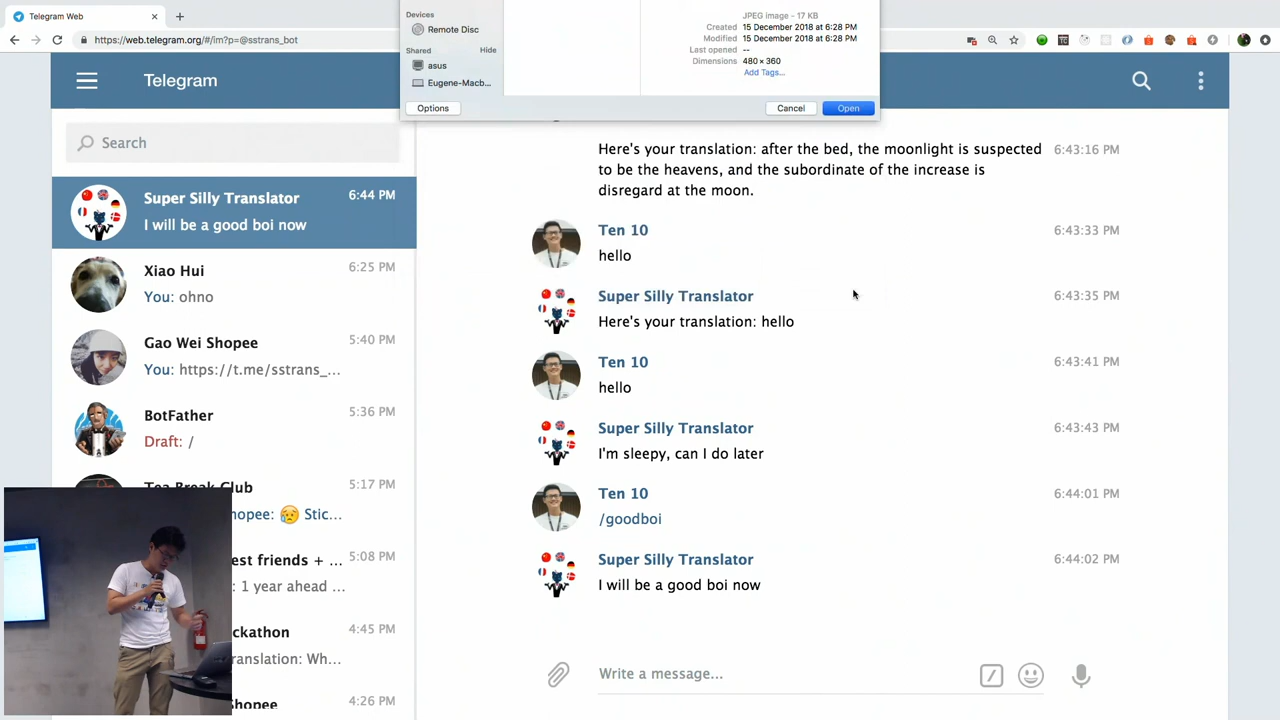 Telegram Web
https://web.telegram.org/#/im?p=@sstrans_bot
Devices
Remote Disc
Shared
Hide
asus
Eugene-Macb...
JPEG image - 17 KB
Created 15 December 2018 at 6:28 PM
Modified 15 December 2018 at 6:28 PM
Last opened --
Dimensions 480 × 360
Add Tags...
Options
Cancel
Open
Telegram
Search
Super Silly Translator 6:44 PM
I will be a good boi now
Xiao Hui 6:25 PM
You: ohno
Gao Wei Shopee 5:40 PM
You: https://t.me/sstrans_...
BotFather 5:36 PM
Draft: /
Tea Break Club 5:17 PM
hopee: 😥 Stic...
est friends + ... 5:08 PM
: 1 year ahead ...
ckathon 4:45 PM
ranslation: Wh...
hopee 4:26 PM
Here's your translation: after the bed, the moonlight is suspected 6:43:16 PM
to be the heavens, and the subordinate of the increase is
disregard at the moon.
Ten 10 6:43:33 PM
hello
Super Silly Translator 6:43:35 PM
Here's your translation: hello
Ten 10 6:43:41 PM
hello
Super Silly Translator 6:43:43 PM
I'm sleepy, can I do later
Ten 10 6:44:01 PM
/goodboi
Super Silly Translator 6:44:02 PM
I will be a good boi now
Write a message...